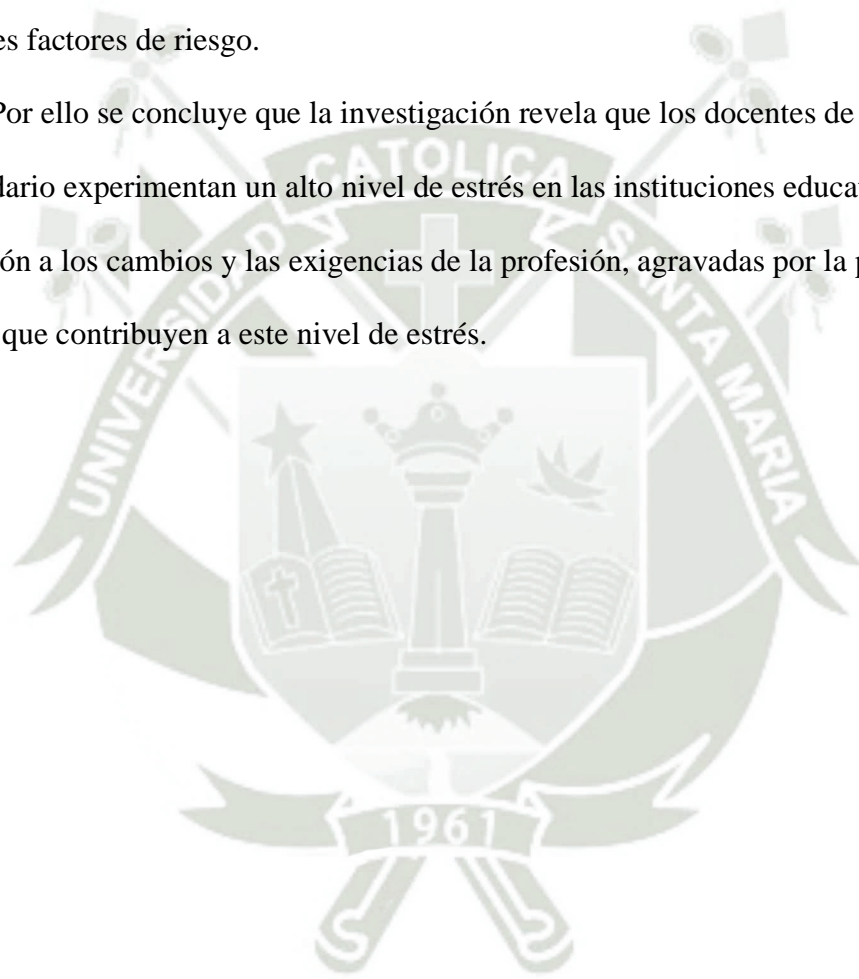 es factores de riesgo.
Por ello se concluye que la investigación revela que los docentes de
dario experimentan un alto nivel de estrés en las instituciones educa
ón a los cambios y las exigencias de la profesión, agravadas por la
que contribuyen a este nivel de estrés.
UNIVERSIDAD CATOLICA SANTA MARIA
1961